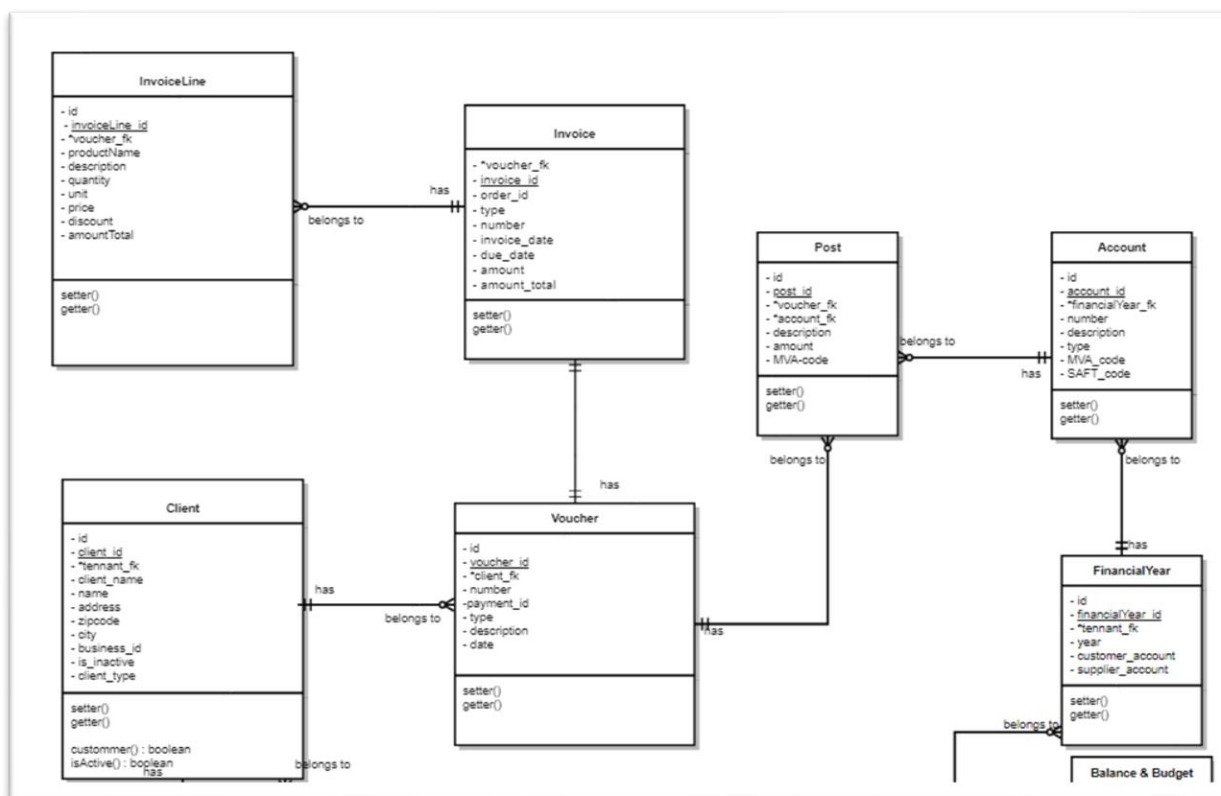 InvoiceLine
- id
- invoiceLine_id
- *voucher_fk
- productName
- description
- quantity
- unit
- price
- discount
- amountTotal
setter()
getter()
has
belongs to
Invoice
- *voucher_fk
- invoice_id
- order_id
- type
- number
- invoice_date
- due_date
- amount
- amount_total
setter()
getter()
Post
- id
- post_id
- *voucher_fk
- *account_fk
- description
- amount
- MVA-code
setter()
getter()
belongs to
has
Account
- id
- account_id
- *financialYear_fk
- number
- description
- type
- MVA_code
- SAFT_code
setter()
getter()
belongs to
belongs to
has
Client
- id
- client_id
- *tennant_fk
- client_name
- name
- address
- zipcode
- city
- business_id
- is_inactive
- client_type
setter()
getter()
custommer() : boolean
isActive() : boolean
has
belongs to
has
belongs to
Voucher
- id
- voucher_id
- *client_fk
- number
-payment_id
- type
- description
- date
setter()
getter()
has
has
FinancialYear
- id
- financialYear_id
- *tennant_fk
- year
- customer_account
- supplier_account
setter()
getter()
belongs to
Balance & Budget